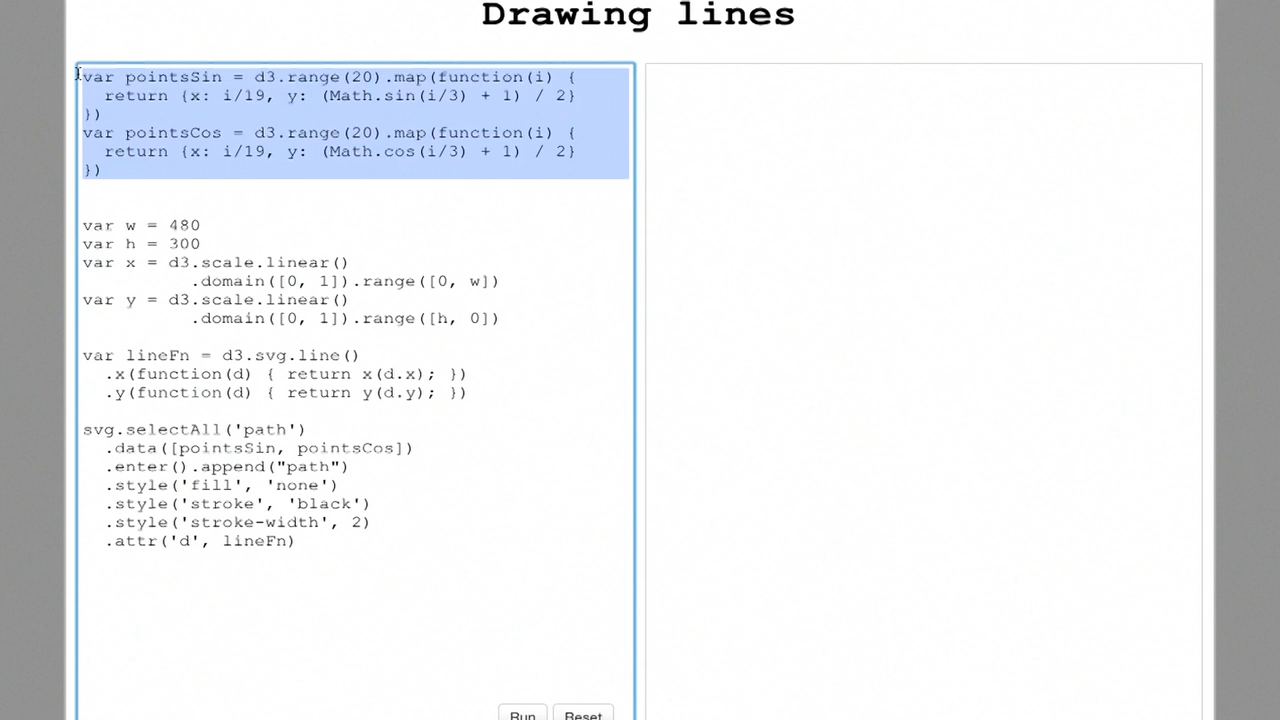 Drawing lines
var pointsSin = d3.range(20).map(function(i) {
  return {x: i/19, y: (Math.sin(i/3) + 1) / 2}
})
var pointsCos = d3.range(20).map(function(i) {
  return {x: i/19, y: (Math.cos(i/3) + 1) / 2}
})
var w = 480
var h = 300
var x = d3.scale.linear()
          .domain([0, 1]).range([0, w])
var y = d3.scale.linear()
          .domain([0, 1]).range([h, 0])
var lineFn = d3.svg.line()
  .x(function(d) { return x(d.x); })
  .y(function(d) { return y(d.y); })
svg.selectAll('path')
  .data([pointsSin, pointsCos])
  .enter().append("path")
  .style('fill', 'none')
  .style('stroke', 'black')
  .style('stroke-width', 2)
  .attr('d', lineFn)
Run Reset